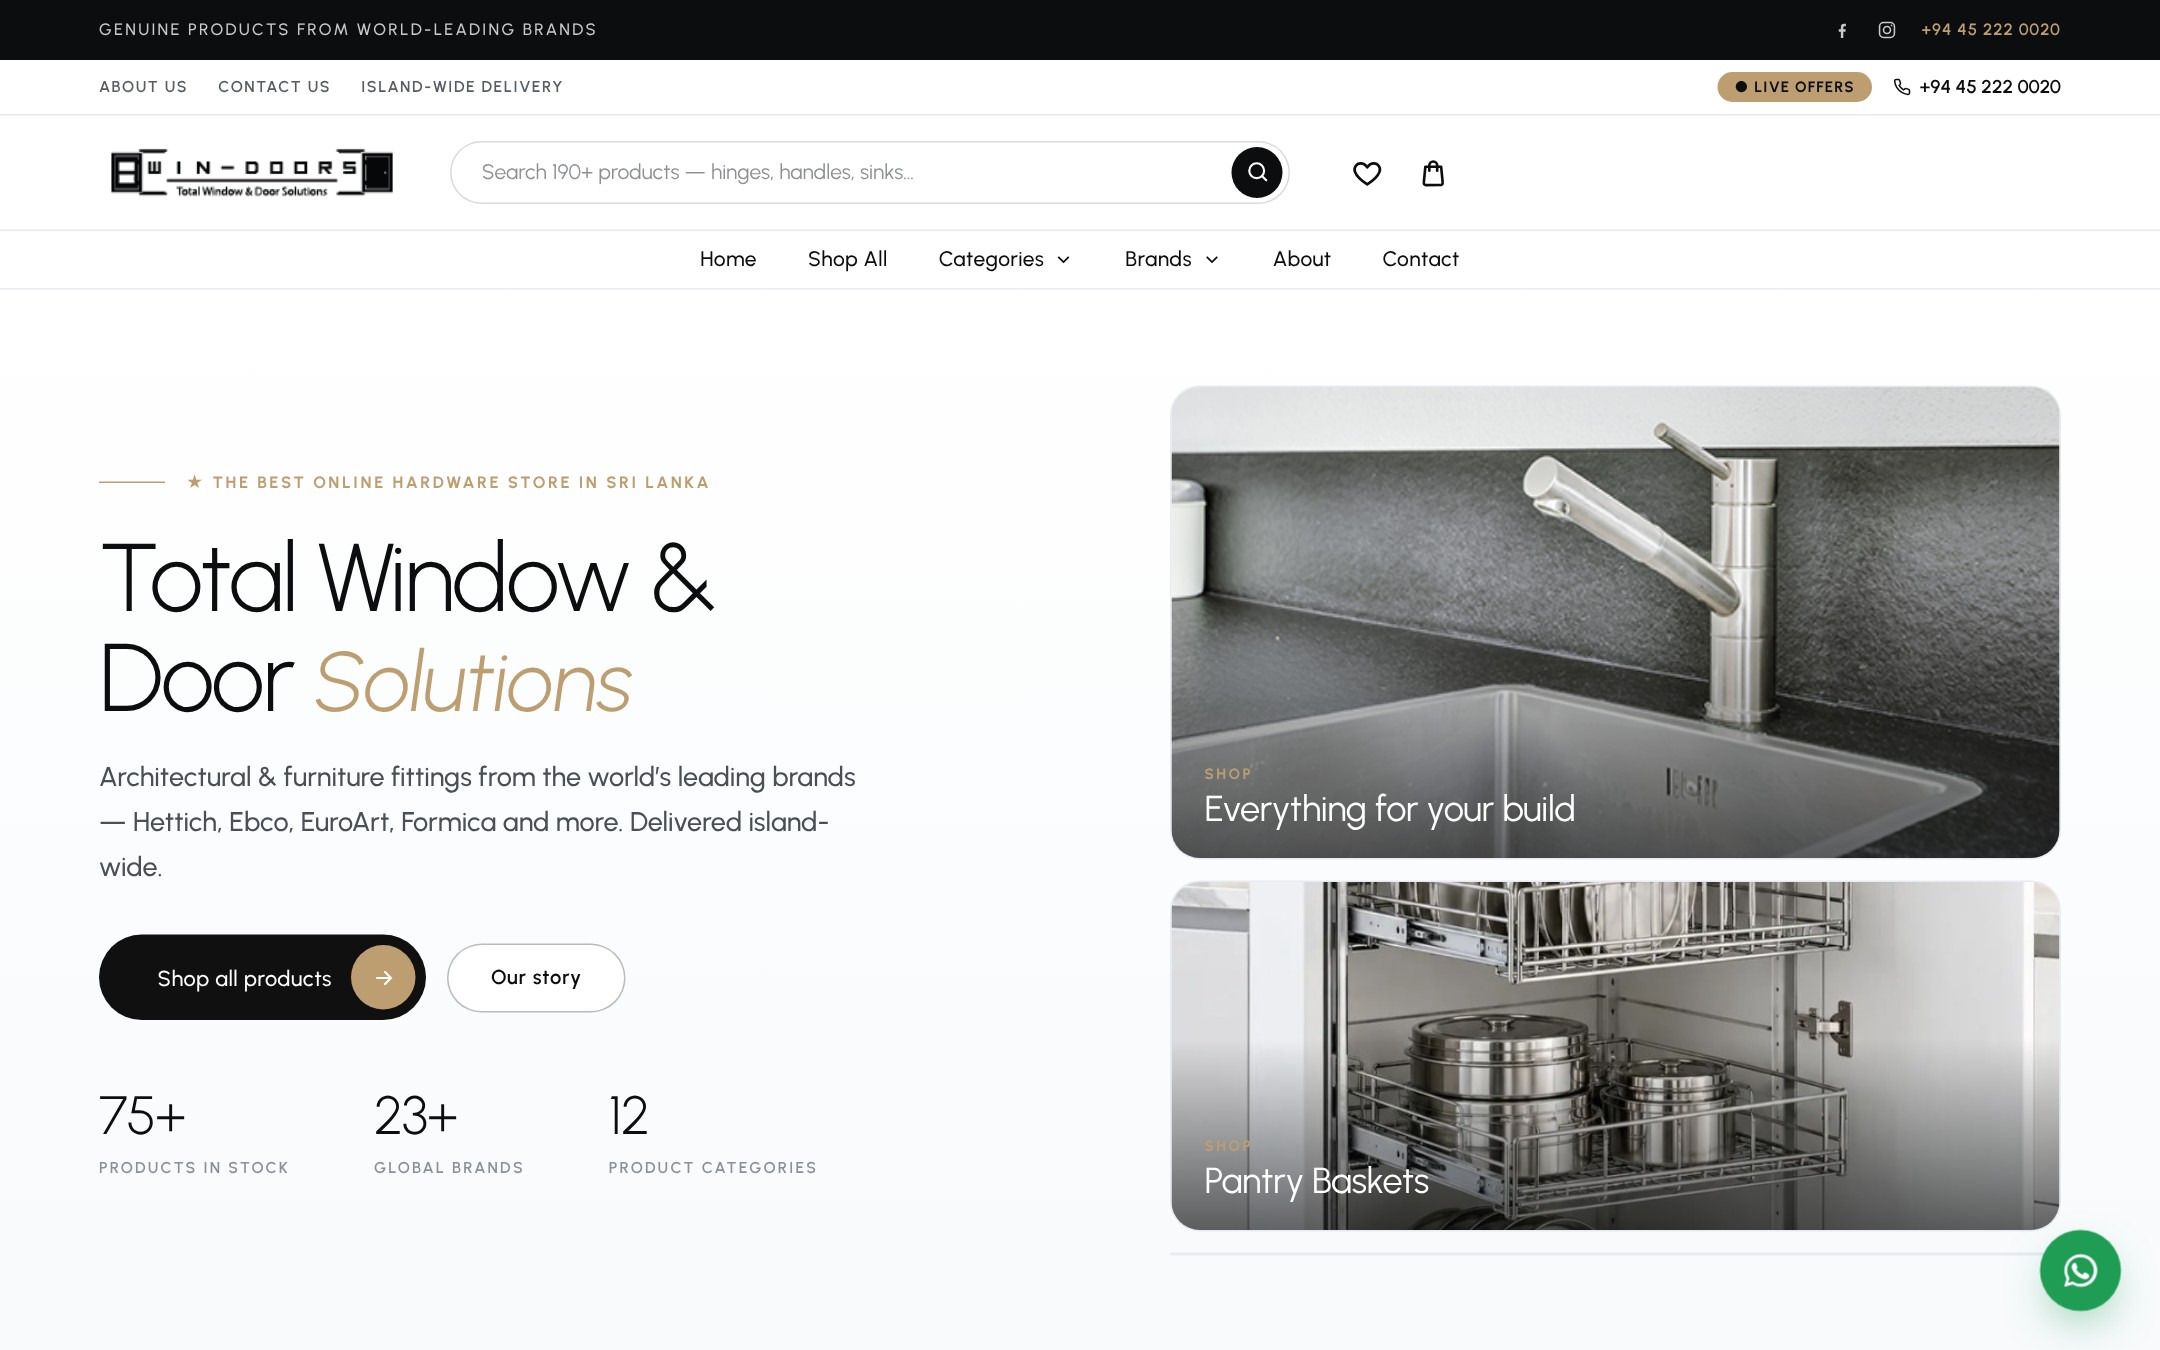 GENUINE PRODUCTS FROM WORLD-LEADING BRANDS
+94 45 222 0020
ABOUT US
CONTACT US
ISLAND-WIDE DELIVERY
LIVE OFFERS
+94 45 222 0020
WIN-DOORS
Total Window & Door Solutions
Search 190+ products — hinges, handles, sinks...
Home
Shop All
Categories
Brands
About
Contact
★ THE BEST ONLINE HARDWARE STORE IN SRI LANKA
Total Window &
Door Solutions
Architectural & furniture fittings from the world's leading brands
— Hettich, Ebco, EuroArt, Formica and more. Delivered island-
wide.
Shop all products
Our story
75+
PRODUCTS IN STOCK
23+
GLOBAL BRANDS
12
PRODUCT CATEGORIES
SHOP
Everything for your build
SHOP
Pantry Baskets